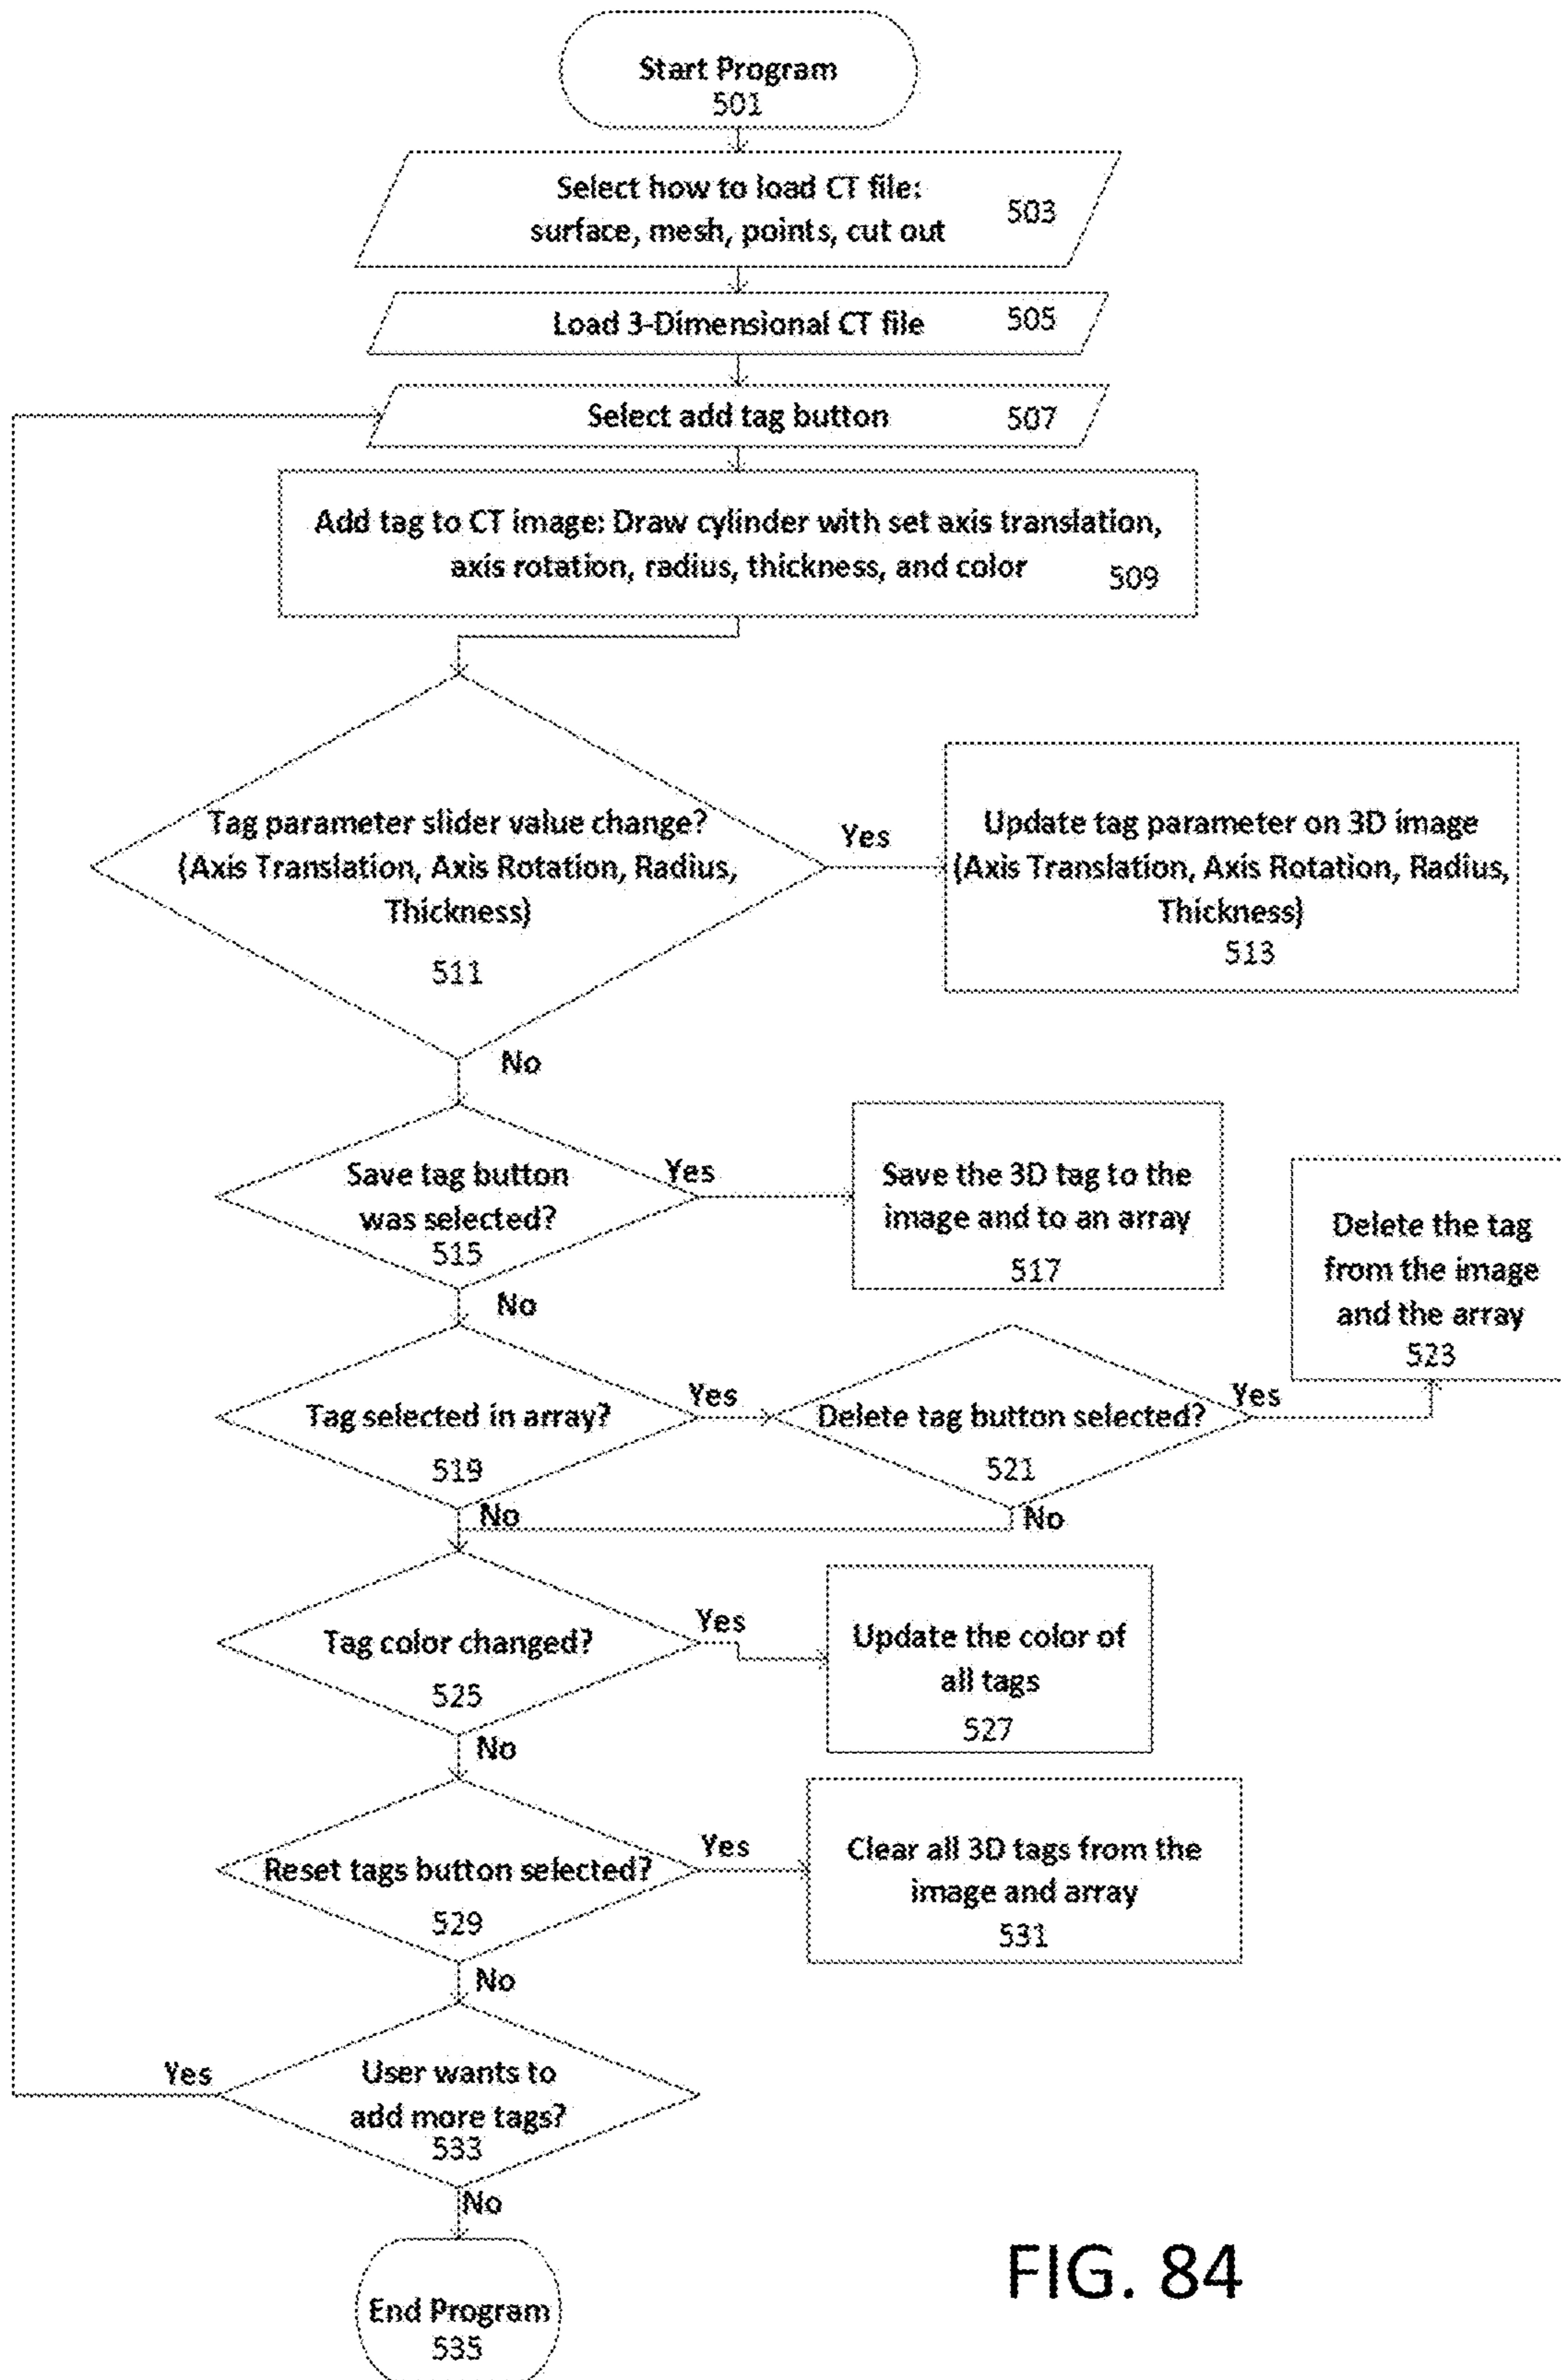 Start Program
501
Select how to load CT file:
surface, mesh, points, cut out
503
Load 3-Dimensional CT file
505
Select add tag button
507
Add tag to CT image: Draw cylinder with set axis translation,
axis rotation, radius, thickness, and color
509
Tag parameter slider value change?
(Axis Translation, Axis Rotation, Radius,
Thickness)
511
Yes
Update tag parameter on 3D image
(Axis Translation, Axis Rotation, Radius,
Thickness)
513
No
Save tag button
was selected?
515
Yes
Save the 3D tag to the
image and to an array
517
No
Tag selected in array?
519
Yes
Delete tag button selected?
521
Yes
Delete the tag
from the image
and the array
523
No
No
Tag color changed?
525
Yes
Update the color of
all tags
527
No
Reset tags button selected?
529
Yes
Clear all 3D tags from the
image and array
531
No
User wants to
add more tags?
533
Yes
No
End Program
535
FIG. 84